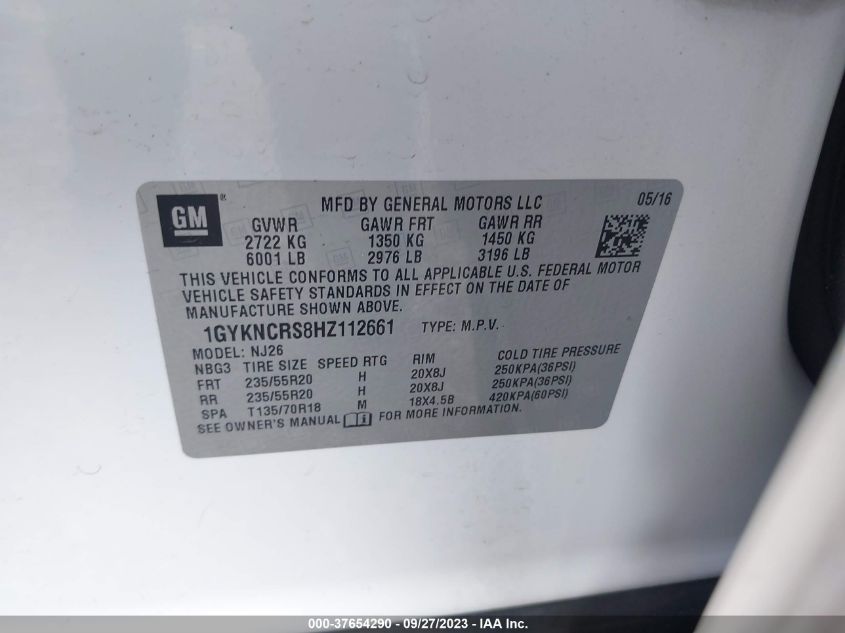 GM ®
MFD BY GENERAL MOTORS LLC 05/16
GVWR GAWR FRT GAWR RR
2722 KG 1350 KG 1450 KG
6001 LB 2976 LB 3196 LB
THIS VEHICLE CONFORMS TO ALL APPLICABLE U.S. FEDERAL MOTOR
VEHICLE SAFETY STANDARDS IN EFFECT ON THE DATE OF
MANUFACTURE SHOWN ABOVE.
1GYKNCRS8HZ112661 TYPE: M.P.V.
MODEL: NJ26
NBG3 TIRE SIZE SPEED RTG RIM COLD TIRE PRESSURE
FRT 235/55R20 H 20X8J 250KPA(36PSI)
RR 235/55R20 H 20X8J 250KPA(36PSI)
SPA T135/70R18 M 18X4.5B 420KPA(60PSI)
SEE OWNER'S MANUAL FOR MORE INFORMATION.
000-37654290 - 09/27/2023 - IAA Inc.